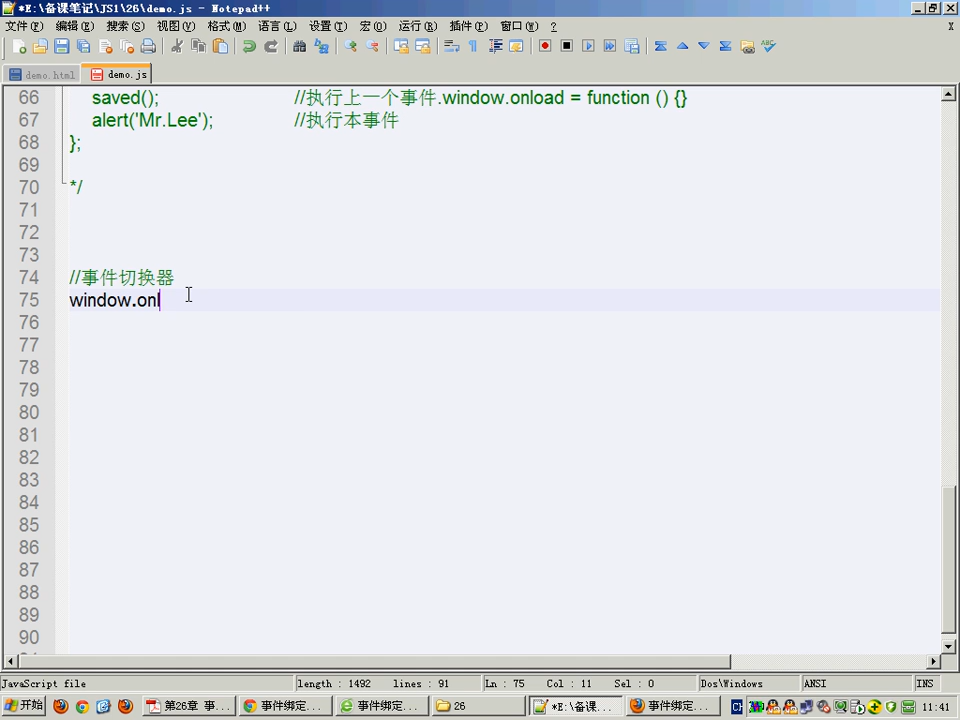 *E:\备课笔记\JS1\26\demo.js - Notepad++
文件(F) 编辑(E) 搜索(S) 视图(V) 格式(M) 语言(L) 设置(T) 宏(O) 运行(R) 插件(P) 窗口(W) ? X
demo.html demo.js
66 saved(); //执行上一个事件.window.onload = function () {}
67 alert('Mr.Lee'); //执行本事件
68 };
69
70 */
71
72
73
74 //事件切换器
75 window.onl
76
77
78
79
80
81
82
83
84
85
86
87
88
89
90
JavaScript file length : 1492 lines : 91 Ln : 75 Col : 11 Sel : 0 Dos\Windows ANSI INS
开始 第26章 事... 事件绑定... 事件绑定... 26 *E:\备课... 事件绑定... CH 11:41